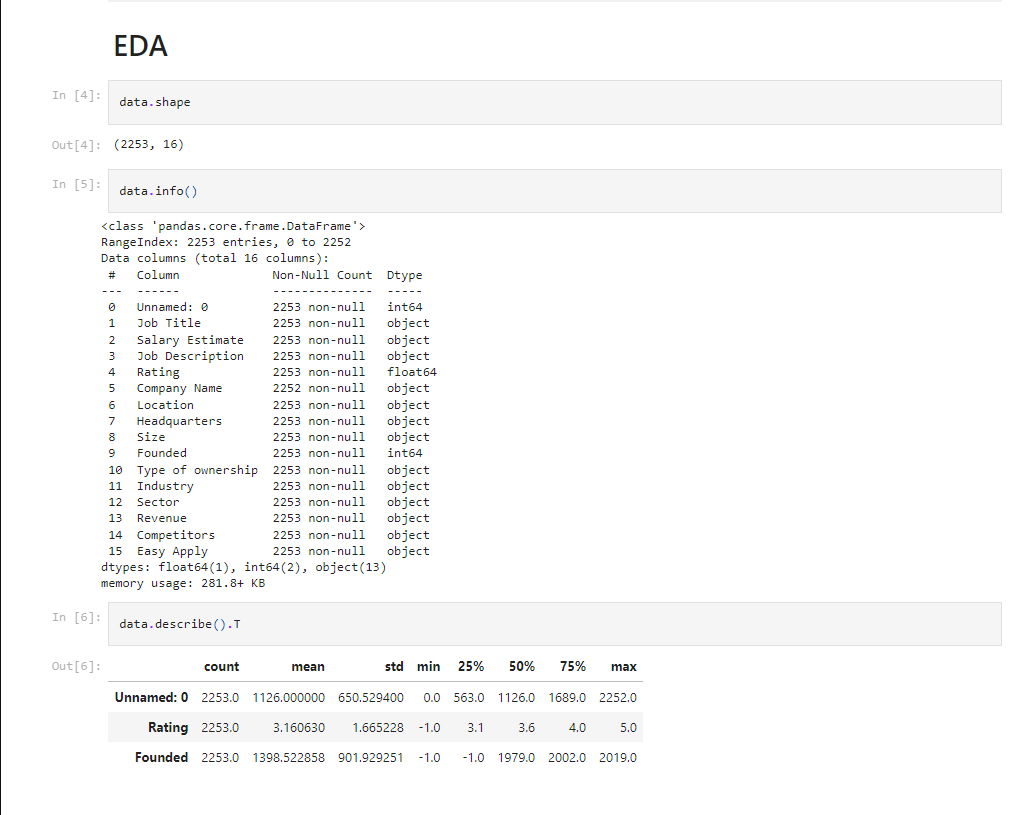 EDA
In [4]:
data.shape
Out[4]: (2253, 16)
In [5]:
data.info()
<class 'pandas.core.frame.DataFrame'>
RangeIndex: 2253 entries, 0 to 2252
Data columns (total 16 columns):
 #   Column             Non-Null Count  Dtype
---  ------             --------------  -----
 0   Unnamed: 0         2253 non-null   int64
 1   Job Title          2253 non-null   object
 2   Salary Estimate    2253 non-null   object
 3   Job Description    2253 non-null   object
 4   Rating             2253 non-null   float64
 5   Company Name       2252 non-null   object
 6   Location           2253 non-null   object
 7   Headquarters       2253 non-null   object
 8   Size               2253 non-null   object
 9   Founded            2253 non-null   int64
 10  Type of ownership  2253 non-null   object
 11  Industry           2253 non-null   object
 12  Sector             2253 non-null   object
 13  Revenue            2253 non-null   object
 14  Competitors        2253 non-null   object
 15  Easy Apply         2253 non-null   object
dtypes: float64(1), int64(2), object(13)
memory usage: 281.8+ KB
In [6]:
data.describe().T
Out[6]: count mean std min 25% 50% 75% max
Unnamed: 0 2253.0 1126.000000 650.529400 0.0 563.0 1126.0 1689.0 2252.0
Rating 2253.0 3.160630 1.665228 -1.0 3.1 3.6 4.0 5.0
Founded 2253.0 1398.522858 901.929251 -1.0 -1.0 1979.0 2002.0 2019.0